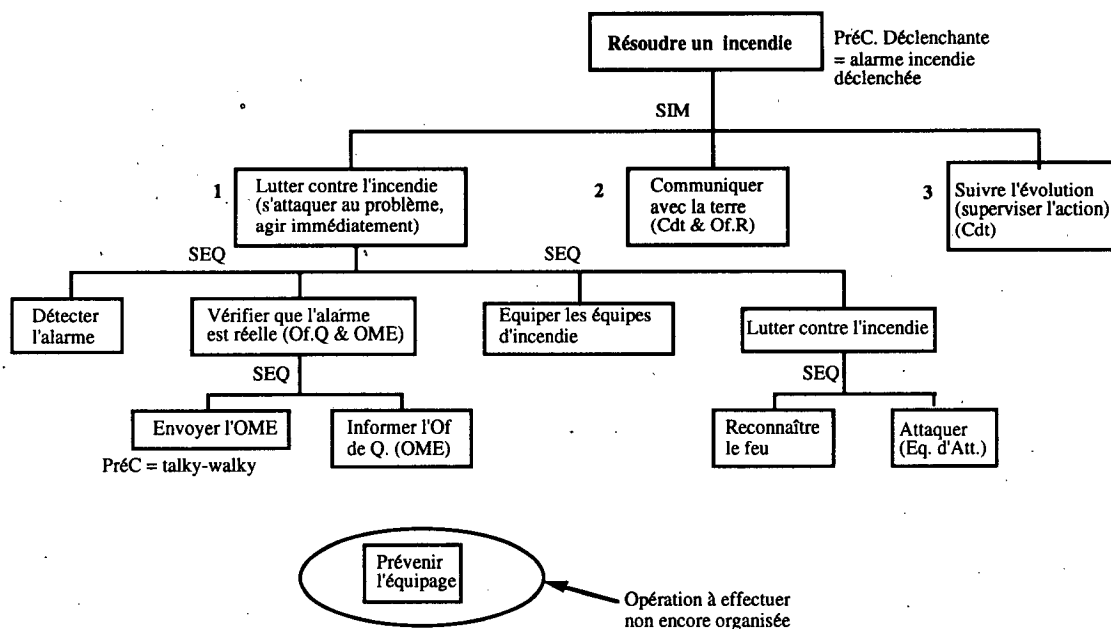 Résoudre un incendie
PréC. Déclenchante
= alarme incendie
déclenchée
SIM
1
Lutter contre l'incendie
(s'attaquer au problème,
agir immédiatement)
2
Communiquer
avec la terre
(Cdt & Of.R)
3
Suivre l'évolution
(superviser l'action)
(Cdt)
SEQ
SEQ
Détecter
l'alarme
Vérifier que l'alarme
est réelle (Of.Q & OME)
Equiper les équipes
d'incendie
Lutter contre l'incendie
SEQ
SEQ
Envoyer l'OME
PréC = talky-walky
Informer l'Of
de Q. (OME)
Reconnaître
le feu
Attaquer
(Eq. d'Att.)
Prévenir
l'équipage
Opération à effectuer
non encore organisée